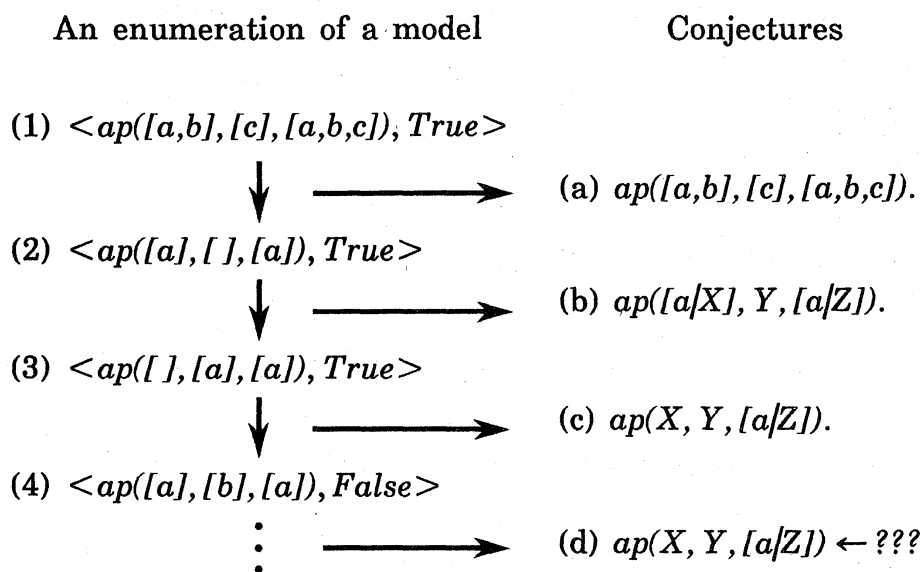 An enumeration of a model Conjectures
(1) <ap([a,b],[c],[a,b,c]), True>
(a) ap([a,b],[c],[a,b,c]).
(2) <ap([a],[ ],[a]), True>
(b) ap([a|X], Y, [a|Z]).
(3) <ap([ ],[a],[a]), True>
(c) ap(X, Y, [a|Z]).
(4) <ap([a],[b],[a]), False>
(d) ap(X, Y, [a|Z]) ← ???